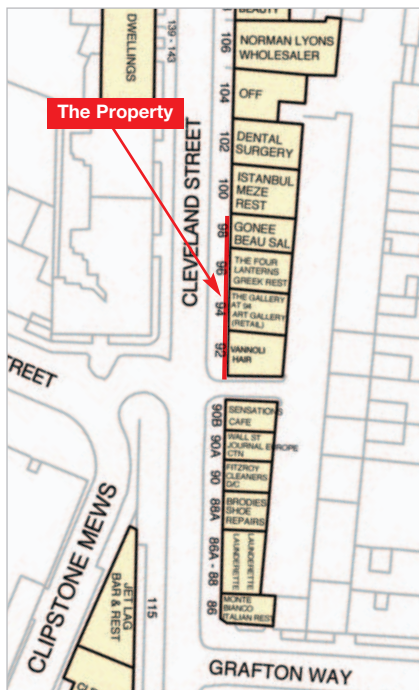 BEAUTY
139 - 143
DWELLINGS
106
NORMAN LYONS
WHOLESALER
104
OFF
The Property
CLEVELAND STREET
102
DENTAL
SURGERY
100
ISTANBUL
MEZE
REST
98
GONEE
BEAU SAL
96
THE FOUR
LANTERNS
GREEK REST
94
THE GALLERY
AT 94
ART GALLERY
(RETAIL)
92
VANNOLI
HAIR
STREET
90B
SENSATIONS
CAFE
90A
WALL ST
JOURNAL EUROPE
CTN
90
FITZROY
CLEANERS
D/C
88A
BRODIES
SHOE
REPAIRS
86A - 88
LAUNDERETTE
LAUNDERETTE
86
MONTE
BIANCO
ITALIAN REST
CLIPSTONE MEWS
115
JET LAG
BAR & REST
GRAFTON WAY